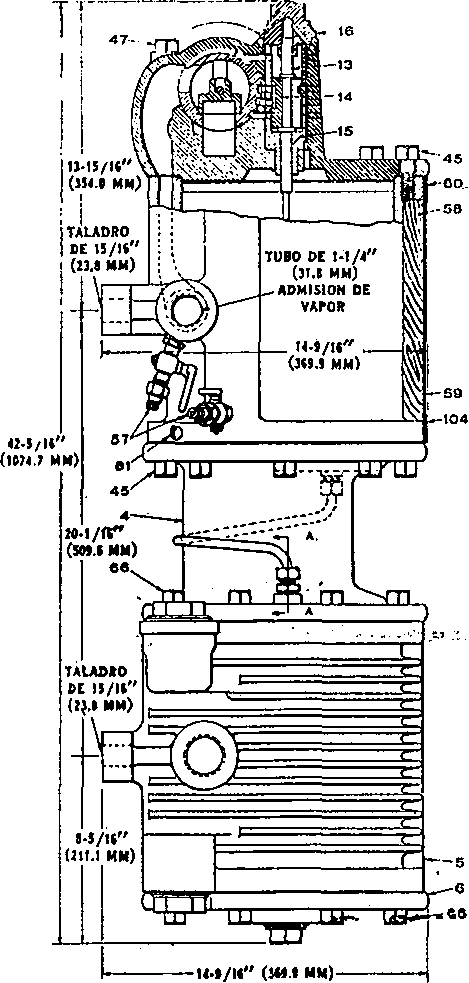 47
16
13
14
15
45
13-15/16"
(354.0 MM)
60
58
TALADRO
DE 15/16"
(23,8 MM)
TUBO DE 1-1/4"
(31.8 MM)
ADMISION DE
VAPOR
14-9/16"
(369.9 MM)
59
104
57
81
42-5/16"
(1074.7 MM)
45
4
20-1/16"
(509.6 MM)
A
66
A
TALADRO
DE 15/16"
(23.8 MM)
8-5/16"
(211.1 MM)
5
6
66
14-9/16" (369.9 MM)